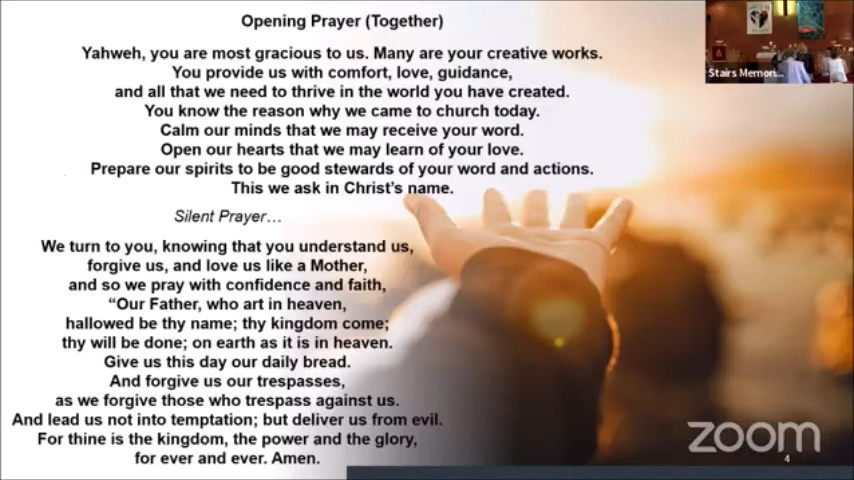 Opening Prayer (Together)
Yahweh, you are most gracious to us. Many are your creative works.
You provide us with comfort, love, guidance,
and all that we need to thrive in the world you have created.
You know the reason why we came to church today.
Calm our minds that we may receive your word.
Open our hearts that we may learn of your love.
Prepare our spirits to be good stewards of your word and actions.
This we ask in Christ's name.
Silent Prayer…
We turn to you, knowing that you understand us,
forgive us, and love us like a Mother,
and so we pray with confidence and faith,
“Our Father, who art in heaven,
hallowed be thy name; thy kingdom come;
thy will be done; on earth as it is in heaven.
Give us this day our daily bread.
And forgive us our trespasses,
as we forgive those who trespass against us.
And lead us not into temptation; but deliver us from evil.
For thine is the kingdom, the power and the glory,
for ever and ever. Amen.
Stairs Memori...
zoom
4